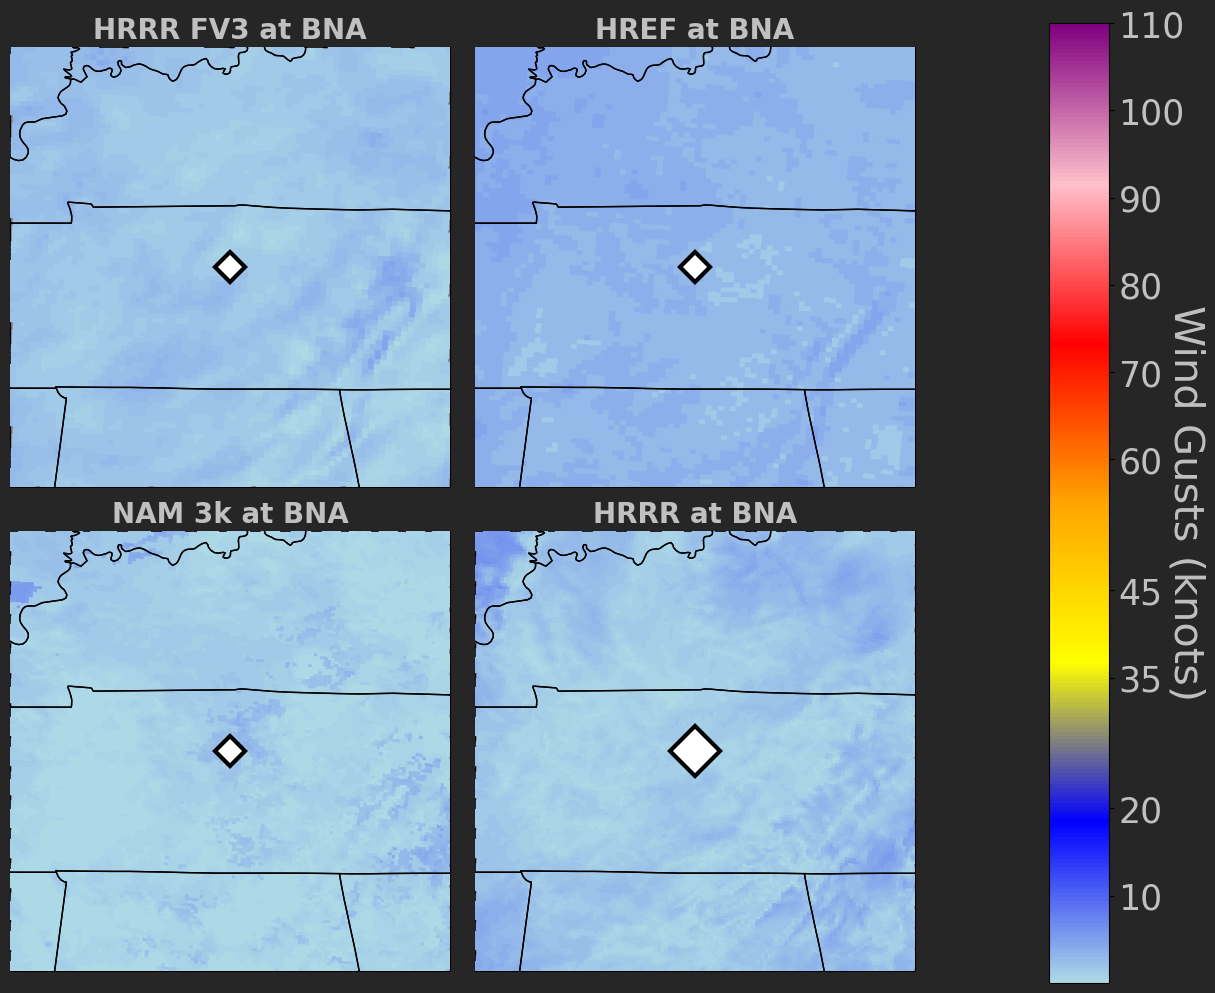 HRRR FV3 at BNA
HREF at BNA
NAM 3k at BNA
HRRR at BNA
110
100
90
80
70
60
45
35
20
10
Wind Gusts (knots)